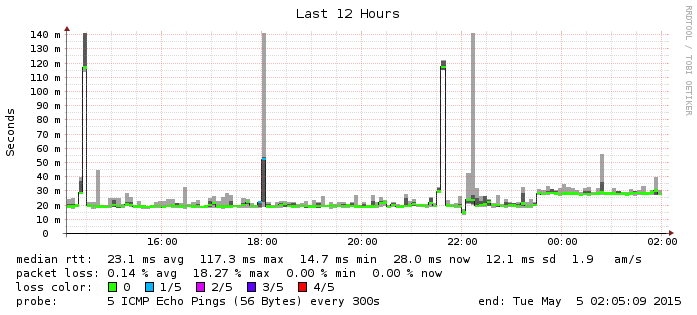 Last 12 Hours
RRDTOOL / TOBI OETIKER
Seconds
140 m
130 m
120 m
110 m
100 m
90 m
80 m
70 m
60 m
50 m
40 m
30 m
20 m
10 m
0
16:00 18:00 20:00 22:00 00:00 02:00
median rtt: 23.1 ms avg 117.3 ms max 14.7 ms min 28.0 ms now 12.1 ms sd 1.9 am/s
packet loss: 0.14 % avg 18.27 % max 0.00 % min 0.00 % now
loss color: 0 1/5 2/5 3/5 4/5
probe: 5 ICMP Echo Pings (56 Bytes) every 300s end: Tue May 5 02:05:09 2015